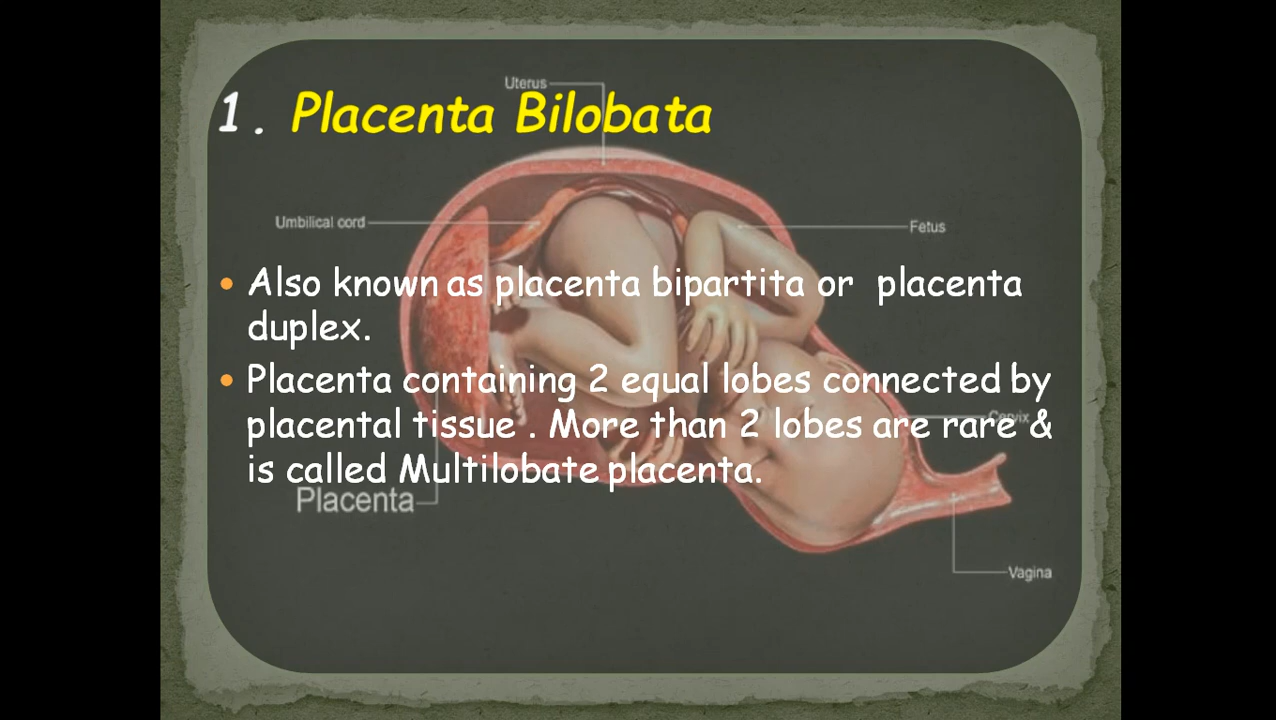 Uterus
1. Placenta Bilobata
Umbilical cord
Fetus
• Also known as placenta bipartita or placenta
duplex.
• Placenta containing 2 equal lobes connected by
Cervix
placental tissue . More than 2 lobes are rare &
is called Multilobate placenta.
Placenta
Vagina